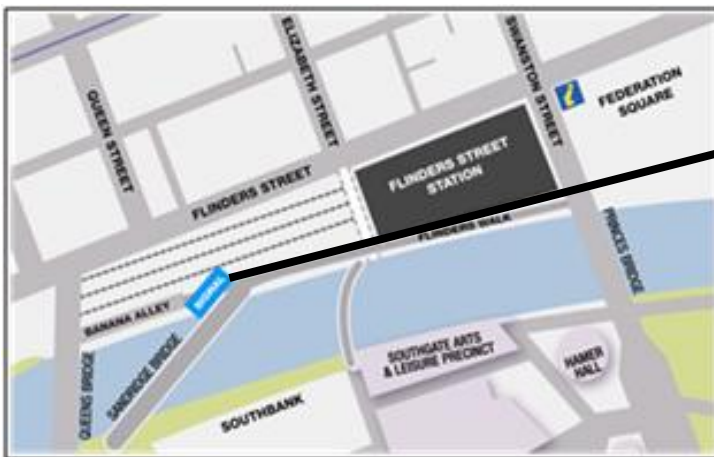 ELIZABETH STREET
SWANSTON STREET
QUEEN STREET
FEDERATION
SQUARE
FLINDERS STREET
STATION
FLINDERS STREET
FLINDERS WALK
PRINCES BRIDGE
SIGNAL
BANANA ALLEY
SANDRIDGE BRIDGE
QUEENS BRIDGE
SOUTHGATE ARTS
& LEISURE PRECINCT
HAMER
HALL
SOUTHBANK